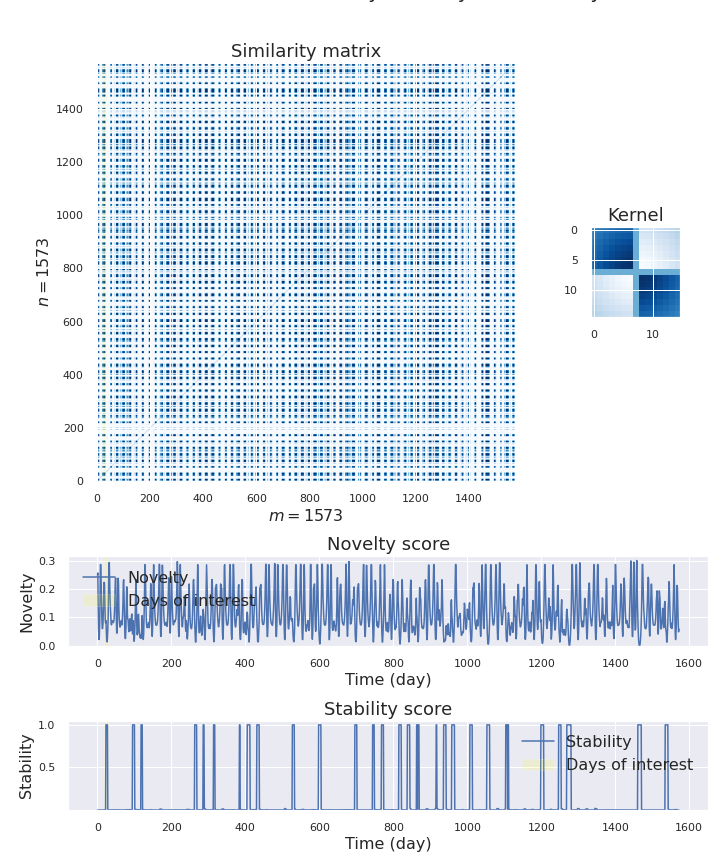 Similarity matrix
1400
1200
1000
800
600
400
200
0
n = 1573
0 200 400 600 800 1000 1200 1400
m = 1573
Kernel
0
5
10
0 10
Novelty score
0.3
0.2
0.1
0.0
Novelty
Novelty
Days of interest
0 200 400 600 800 1000 1200 1400 1600
Time (day)
Stability score
1.0
0.5
Stability
Stability
Days of interest
0 200 400 600 800 1000 1200 1400 1600
Time (day)